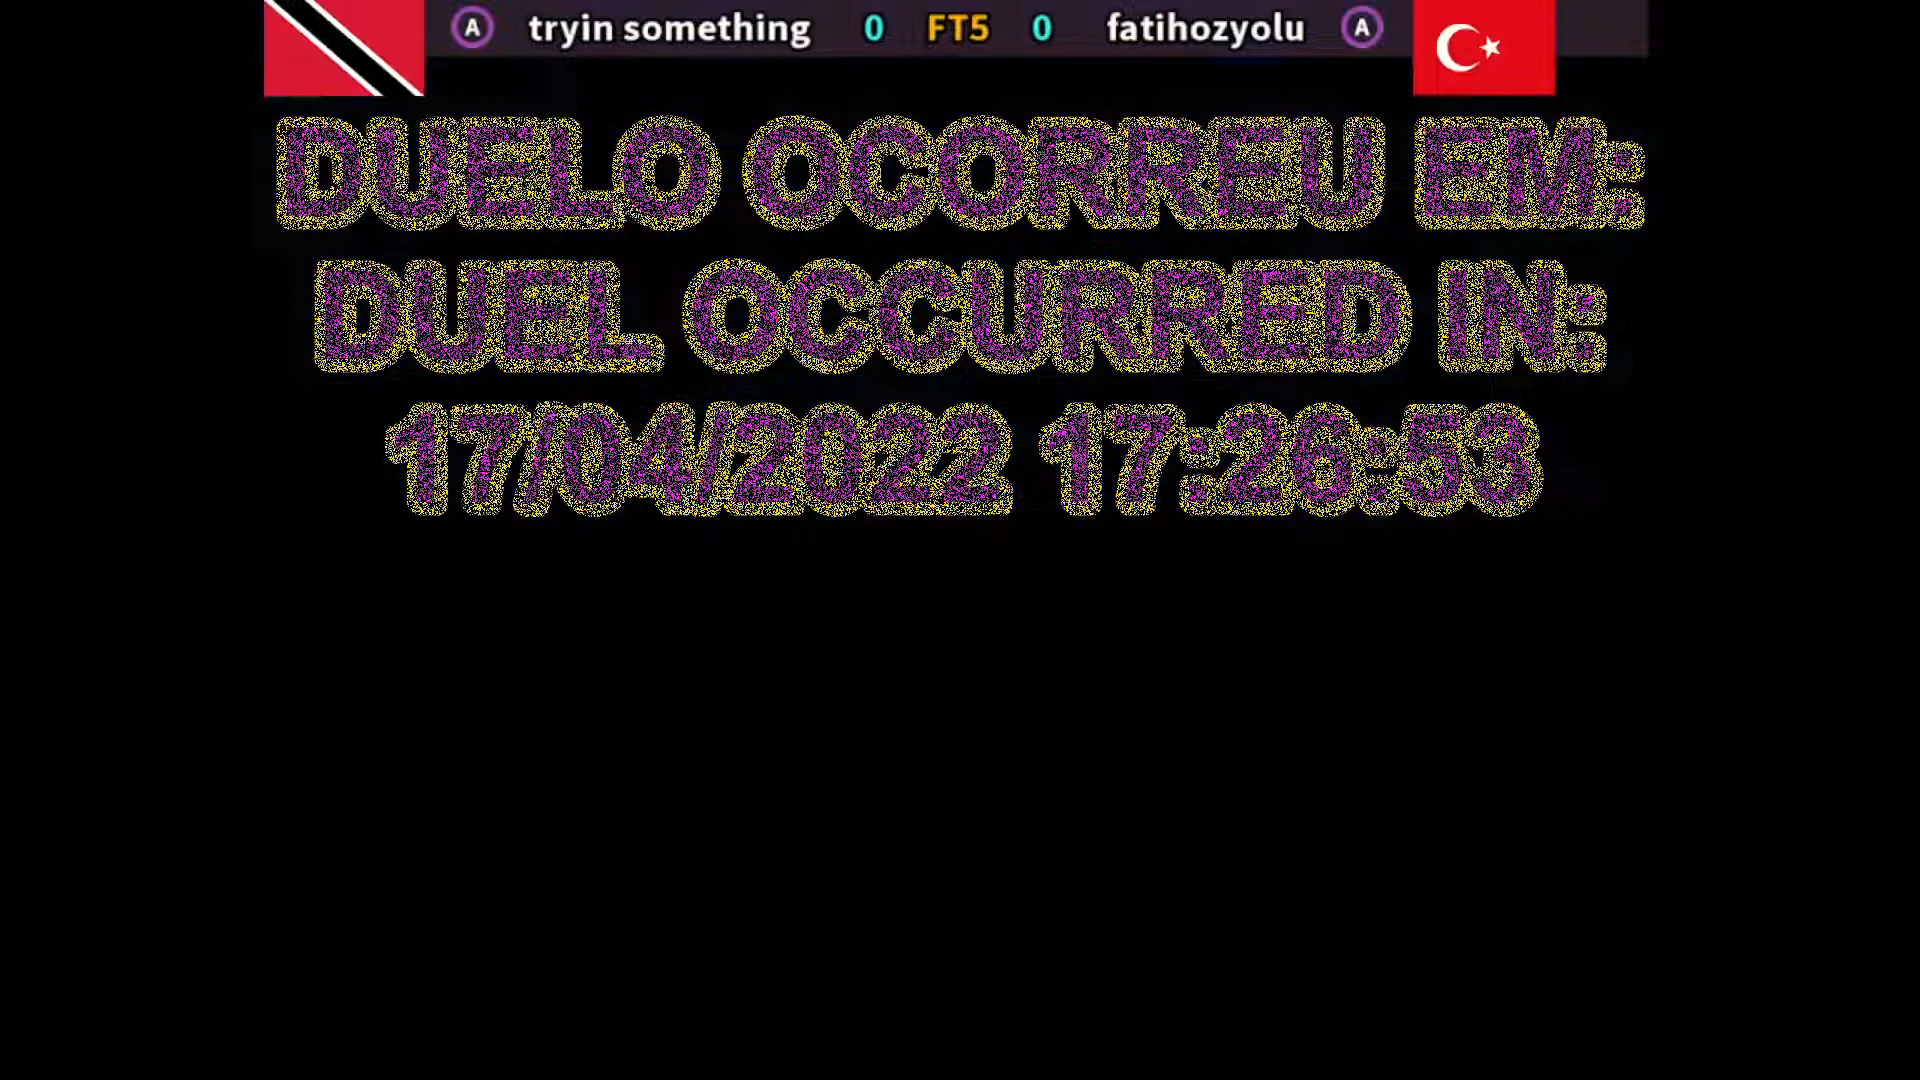 A tryin something 0 FT5 0 fatihozyolu A
DUELO OCORREU EM:
DUEL OCCURRED IN:
17/04/2022 17:26:53